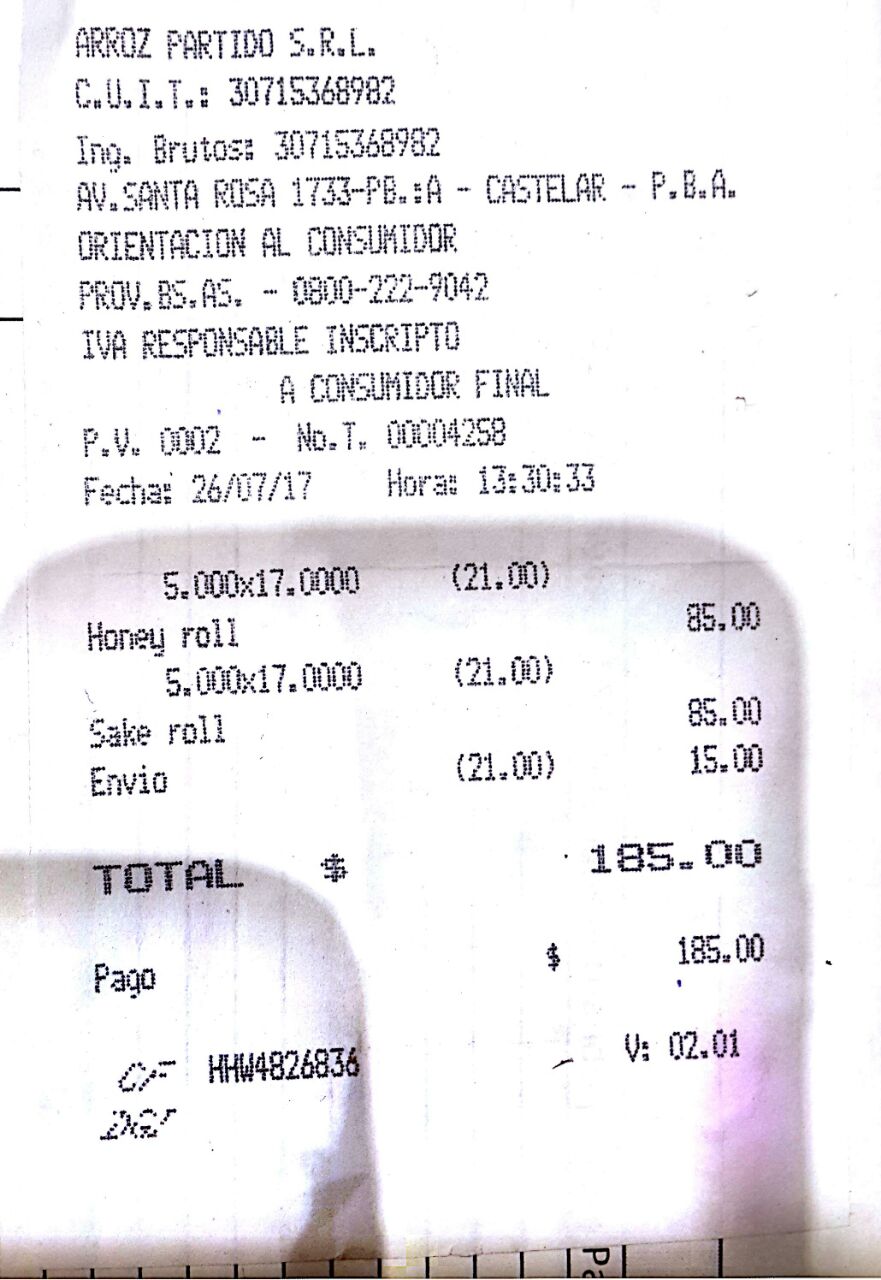 ARROZ PARTIDO S.R.L.
C.U.I.T.: 30715368982
Ing. Brutos: 30715368982
AV.SANTA ROSA 1733-PB.:A - CASTELAR - P.B.A.
ORIENTACION AL CONSUMIDOR
PROV.BS.AS. - 0800-222-9042
IVA RESPONSABLE INSCRIPTO
A CONSUMIDOR FINAL
P.V. 0002 - No.T. 00004258
Fecha: 26/07/17 Hora: 13:30:33
5.000x17.0000 (21.00)
Honey roll 85.00
5.000x17.0000 (21.00)
Sake roll 85.00
Envio (21.00) 15.00
TOTAL $ 185.00
Pago $ 185.00
CF HHW4826836 V: 02.01
DGI
Pa